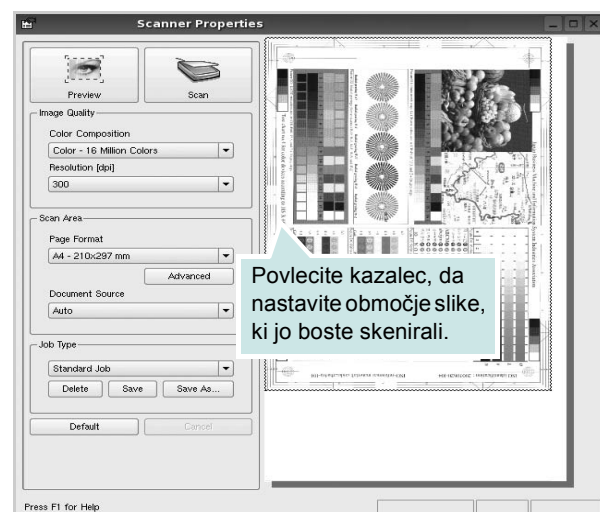 Scanner Properties
Preview
Scan
Image Quality
Color Composition
Color - 16 Million Colors
Resolution [dpi]
300
Scan Area
Page Format
A4 - 210x297 mm
Advanced
Document Source
Auto
Job Type
Standard Job
Delete
Save
Save As...
Default
Cancel
Povlecite kazalec, da
nastavite območje slike,
ki jo boste skenirali.
Press F1 for Help